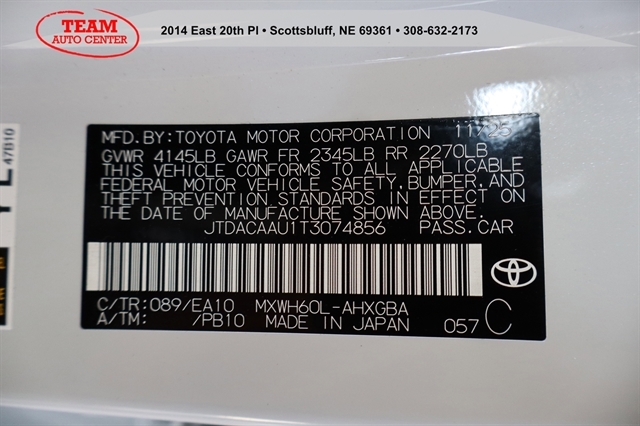 TEAM
AUTO CENTER
2014 East 20th Pl • Scottsbluff, NE 69361 • 308-632-2173
47B10
MFD.BY:TOYOTA MOTOR CORPORATION 11/25
GVWR 4145LB GAWR FR 2345LB RR 2270LB
THIS VEHICLE CONFORMS TO ALL APPLICABLE
FEDERAL MOTOR VEHICLE SAFETY, BUMPER, AND
THEFT PREVENTION STANDARDS IN EFFECT ON
THE DATE OF MANUFACTURE SHOWN ABOVE.
JTDACAAU1T3074856 PASS.CAR
C/TR:089/EA10 MXWH60L-AHXGBA
A/TM: /PB10 MADE IN JAPAN 057 C